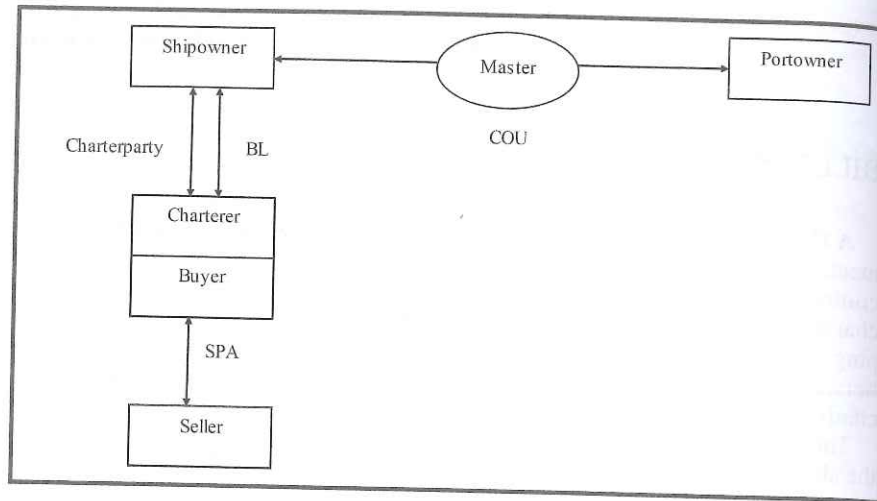 Shipowner
Master
Portowner
Charterparty
BL
COU
Charterer
Buyer
SPA
Seller